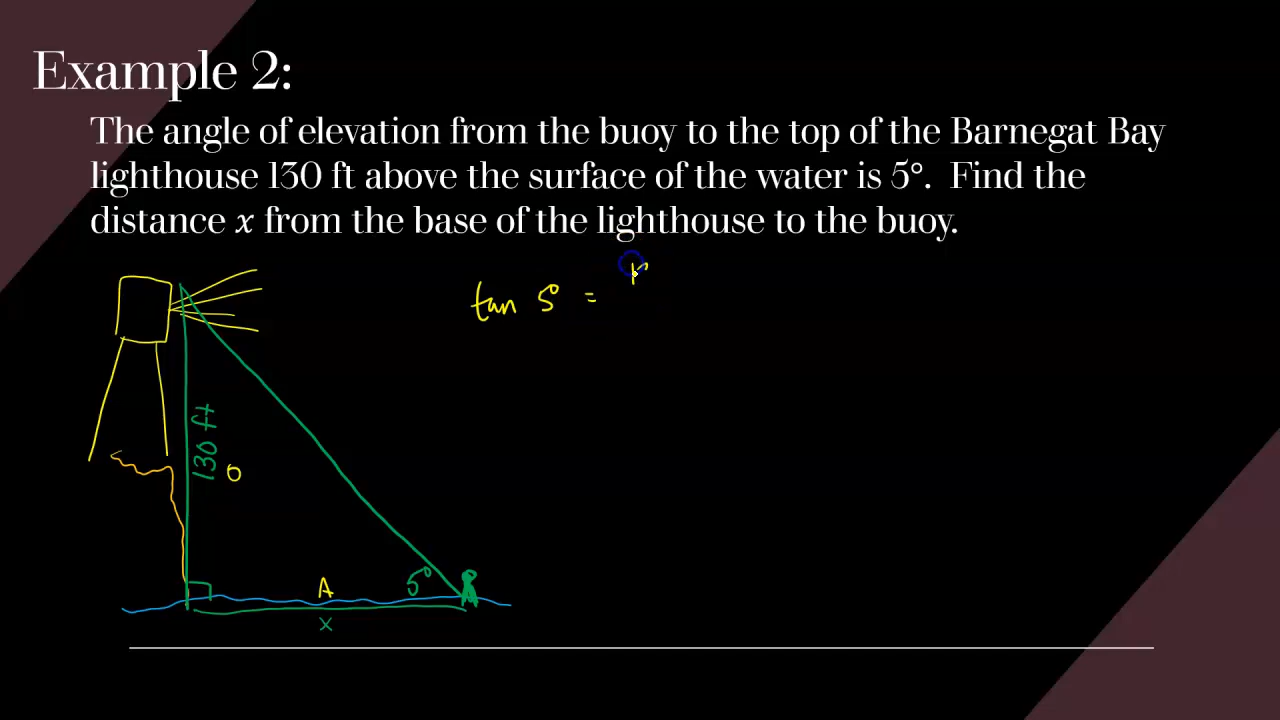 Example 2:
The angle of elevation from the buoy to the top of the Barnegat Bay
lighthouse 130 ft above the surface of the water is 5°. Find the
distance x from the base of the lighthouse to the buoy.
tan 5° =
130 ft
O
A
5°
x